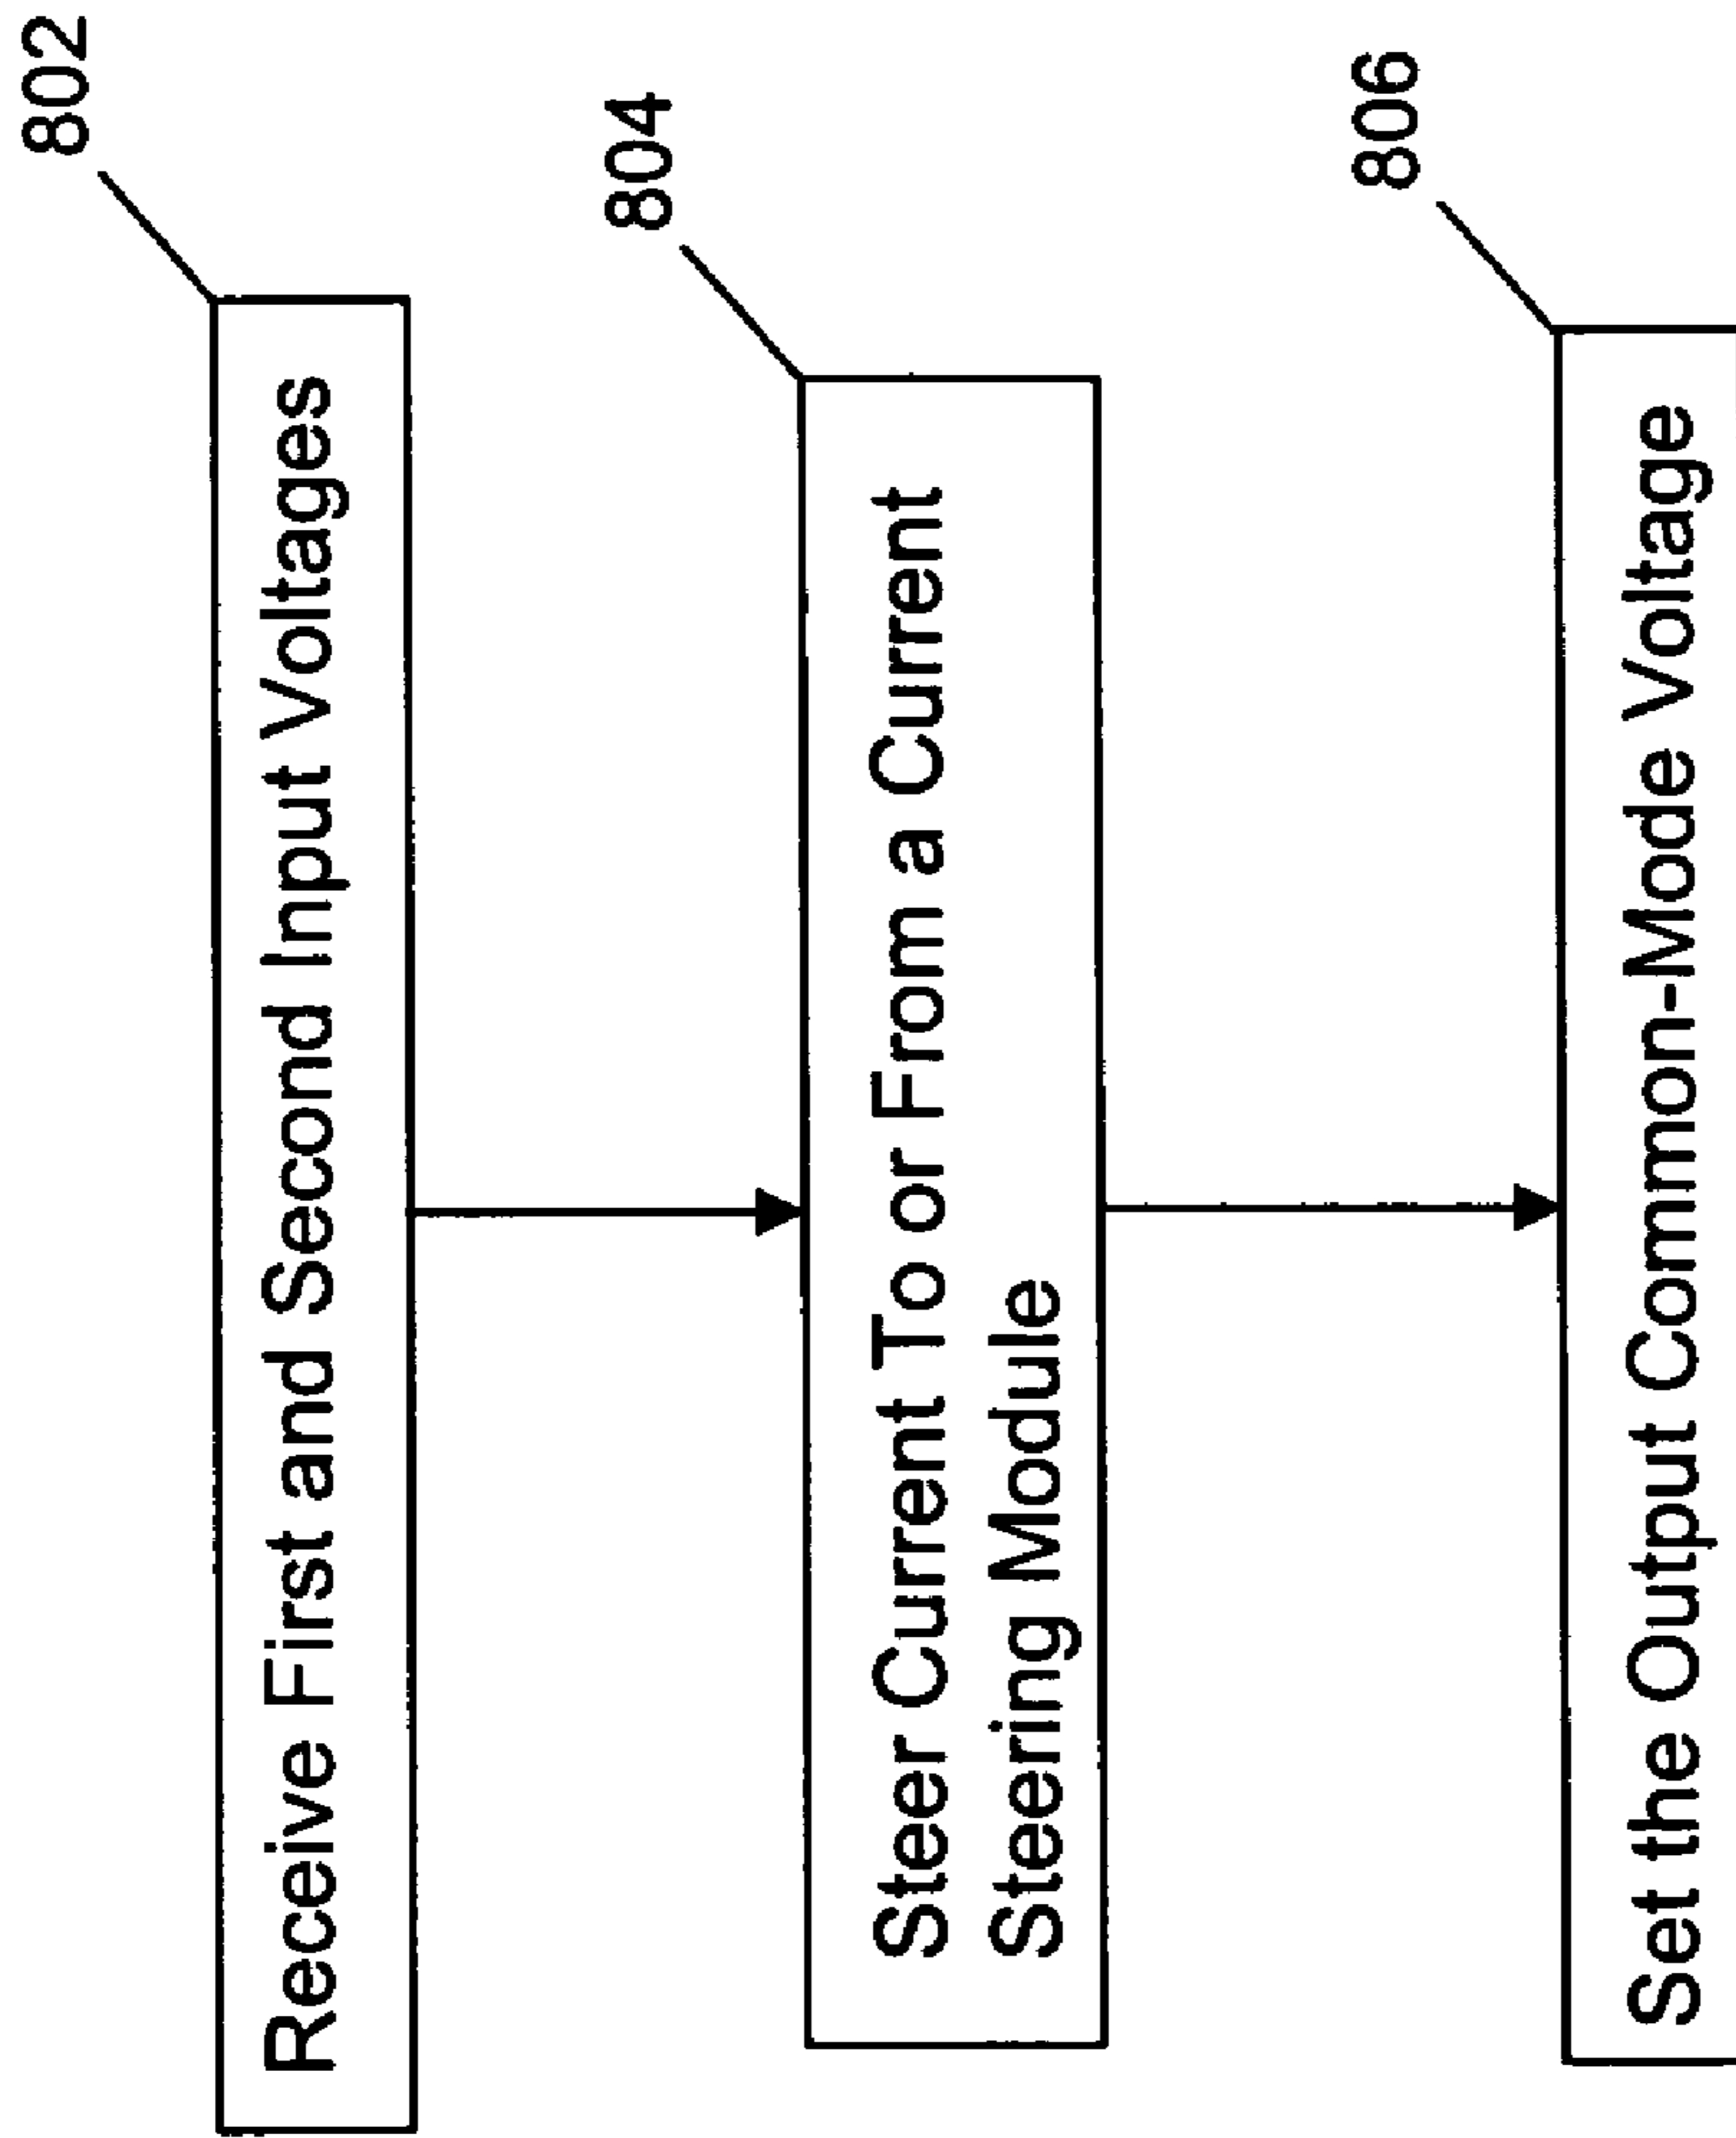 802
Receive First and Second Input Voltages
804
Steer Current To or From a Current
Steering Module
806
Set the Output Common-Mode Voltage